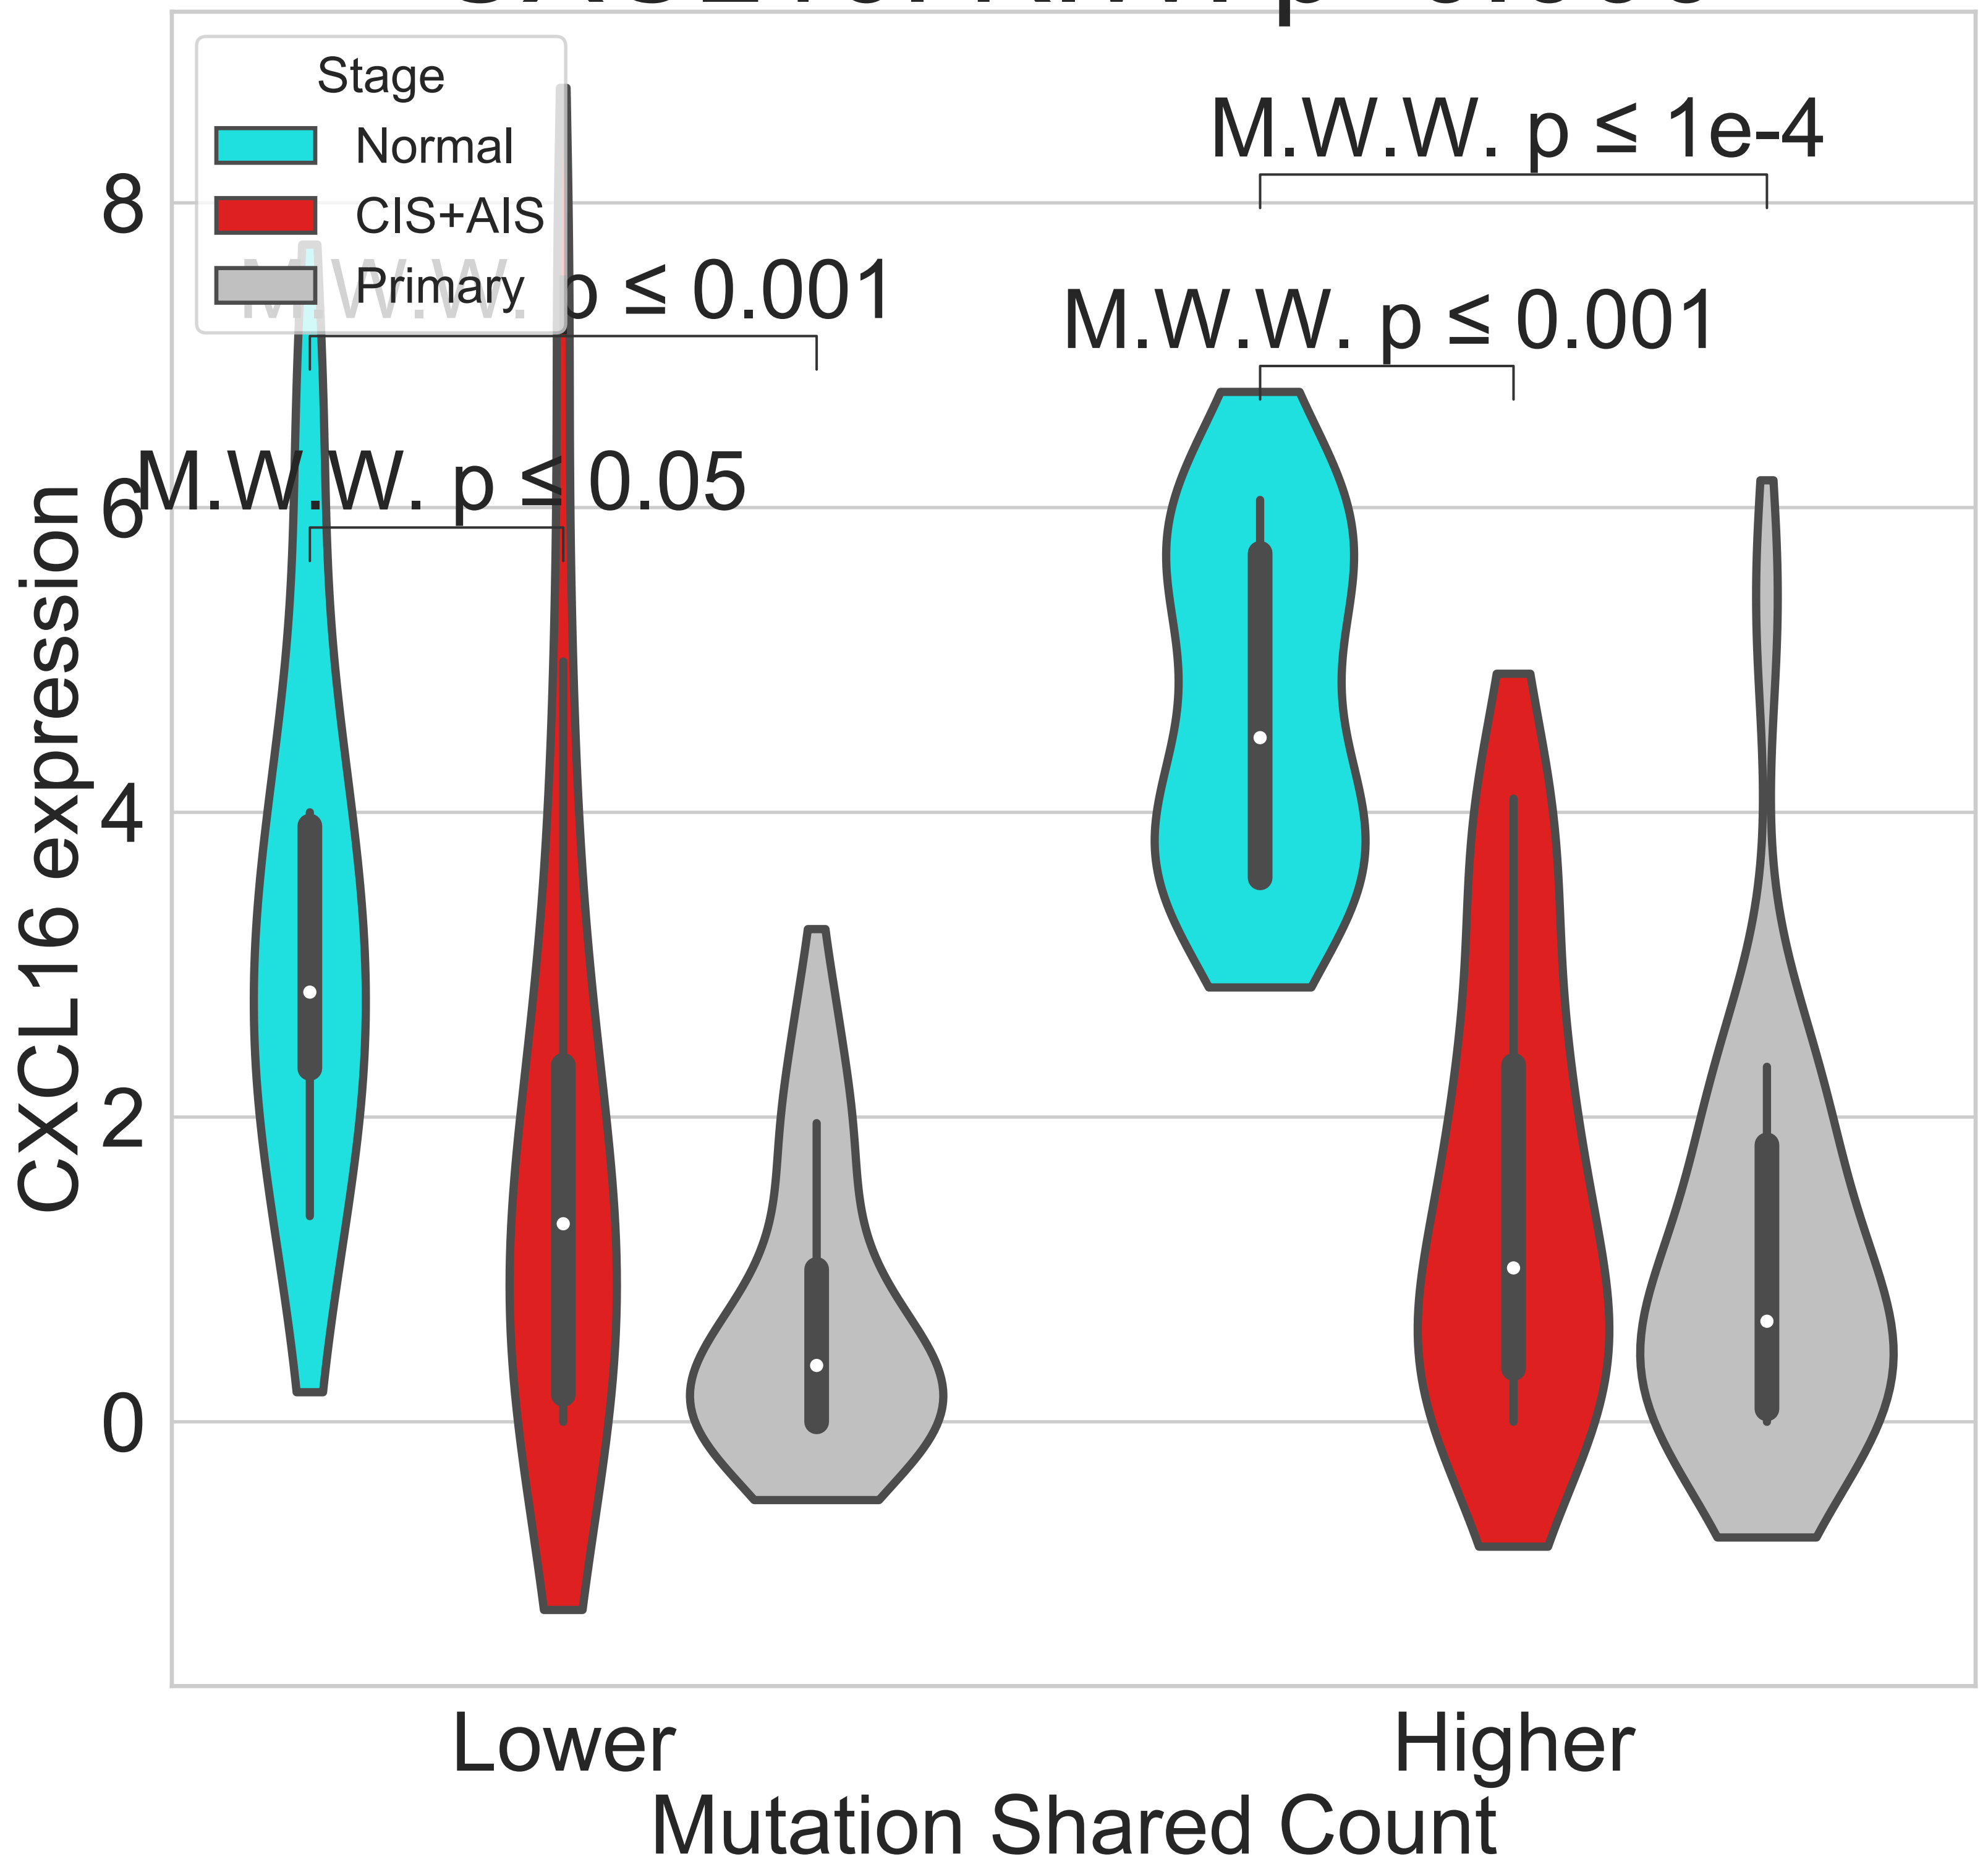 Stage
Normal
CIS+AIS
Primary
M.W.W. p ≤ 1e-4
M.W.W. p ≤ 0.001
M.W.W. p ≤ 0.001
M.W.W. p ≤ 0.05
8
6
4
2
0
CXCL16 expression
Lower
Higher
Mutation Shared Count